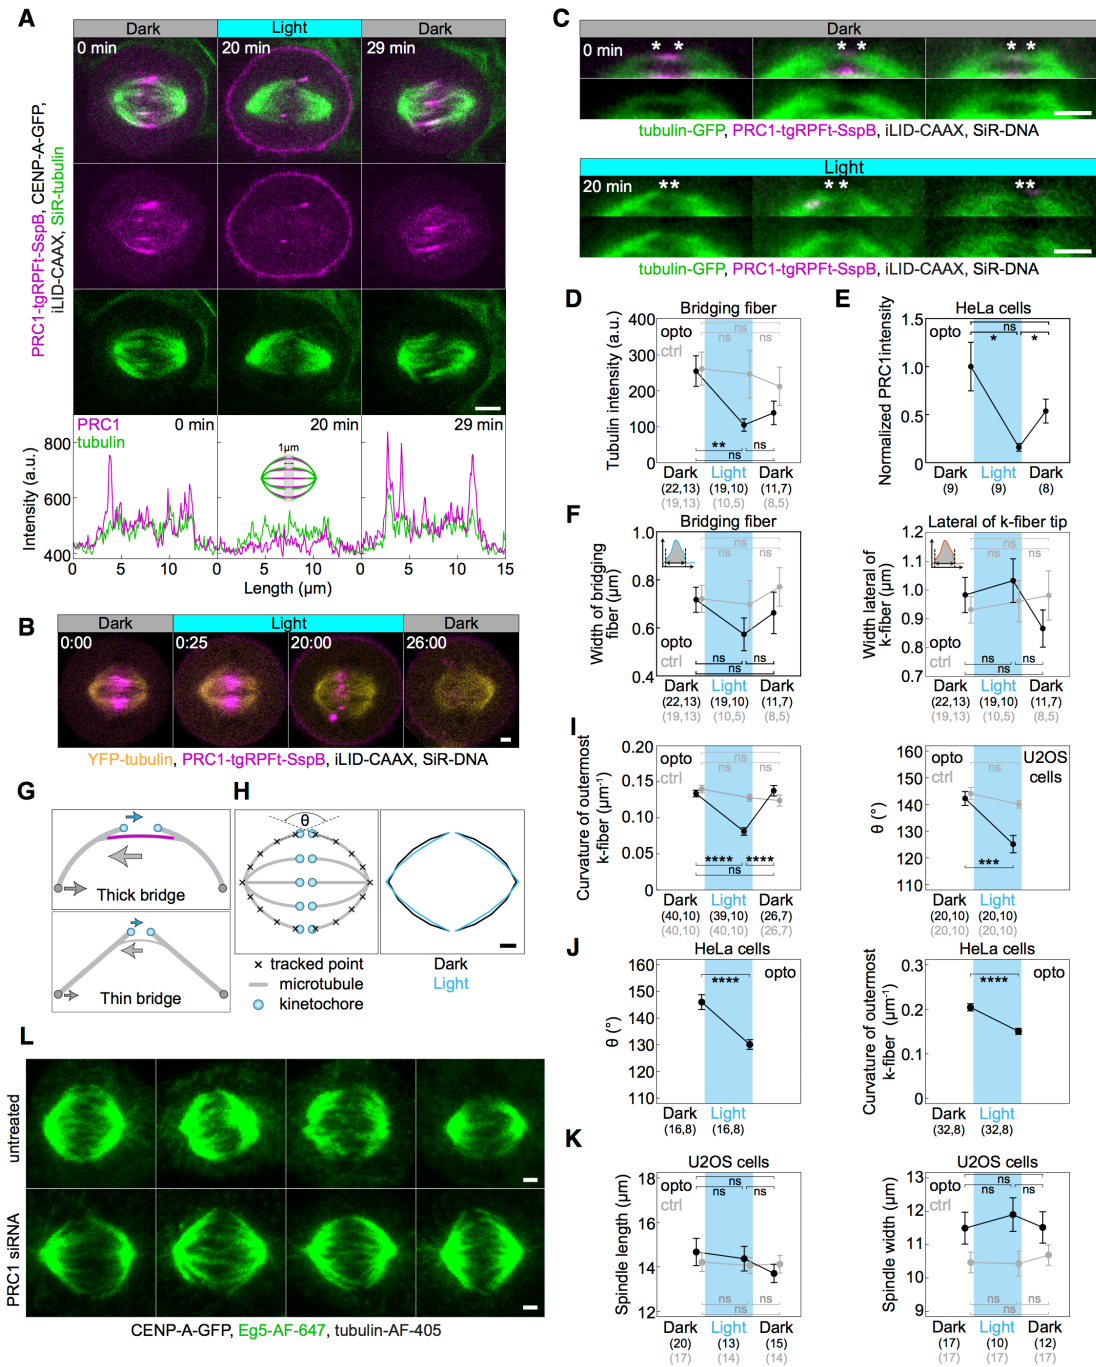 A
Dark
Light
Dark
0 min
20 min
29 min
PRC1-tgRPFt-SspB, CENP-A-GFP,
iLID-CAAX, SiR-tubulin
PRC1
tubulin
0 min
20 min
29 min
1µm
Intensity (a.u.)
800
600
400
0
5
10
0
5
10
0
5
10
15
Length (µm)
B
Dark
Light
Dark
0:00
0:25
20:00
26:00
YFP-tubulin, PRC1-tgRPFt-SspB, iLID-CAAX, SiR-DNA
C
Dark
0 min
* *
* *
* *
tubulin-GFP, PRC1-tgRPFt-SspB, iLID-CAAX, SiR-DNA
Light
20 min
**
* *
**
tubulin-GFP, PRC1-tgRPFt-SspB, iLID-CAAX, SiR-DNA
D
Bridging fiber
Tubulin intensity (a.u.)
400
300
200
100
0
opto
ctrl
ns
ns
ns
**
ns
ns
Dark
Light
Dark
(22,13)
(19,10)
(11,7)
(19,13)
(10,5)
(8,5)
E
HeLa cells
Normalized PRC1 intensity
1.5
1.0
0.5
0
opto
ns
*
*
Dark
Light
Dark
(9)
(9)
(8)
F
Bridging fiber
Width of bridging
fiber (µm)
1.0
0.8
0.6
0.4
ns
ns
ns
opto
ctrl
ns
ns
ns
Dark
Light
Dark
(22,13)
(19,10)
(11,7)
(19,13)
(10,5)
(8,5)
Lateral of k-fiber tip
Width lateral of
k-fiber (µm)
1.2
1.1
1.0
0.9
0.8
0.7
ns
ns
ns
opto
ctrl
ns
ns
ns
Dark
Light
Dark
(22,13)
(19,10)
(11,7)
(19,13)
(10,5)
(8,5)
G
Thick bridge
Thin bridge
H
θ
× tracked point
microtubule
kinetochore
Dark
Light
I
Curvature of outermost
k-fiber (µm⁻¹)
0.20
0.15
0.10
0.05
0
opto
ctrl
ns
ns
ns
****
****
ns
Dark
Light
Dark
(40,10)
(39,10)
(26,7)
(40,10)
(40,10)
(26,7)
θ (°)
160
150
140
130
120
110
opto
ctrl
U2OS
cells
ns
***
Dark
Light
(20,10)
(20,10)
(20,10)
(20,10)
J
HeLa cells
θ (°)
160
150
140
130
120
110
opto
****
Dark
Light
(16,8)
(16,8)
HeLa cells
Curvature of outermost
k-fiber (µm⁻¹)
0.3
0.2
0.1
0
opto
****
Dark
Light
(32,8)
(32,8)
K
U2OS cells
Spindle length (µm)
18
16
14
12
opto
ctrl
ns
ns
ns
ns
ns
ns
Dark
Light
Dark
(20)
(13)
(15)
(17)
(14)
(14)
U2OS cells
Spindle width (µm)
13
12
11
10
9
opto
ctrl
ns
ns
ns
ns
ns
ns
Dark
Light
Dark
(17)
(10)
(12)
(17)
(17)
(17)
L
untreated
PRC1 siRNA
CENP-A-GFP, Eg5-AF-647, tubulin-AF-405